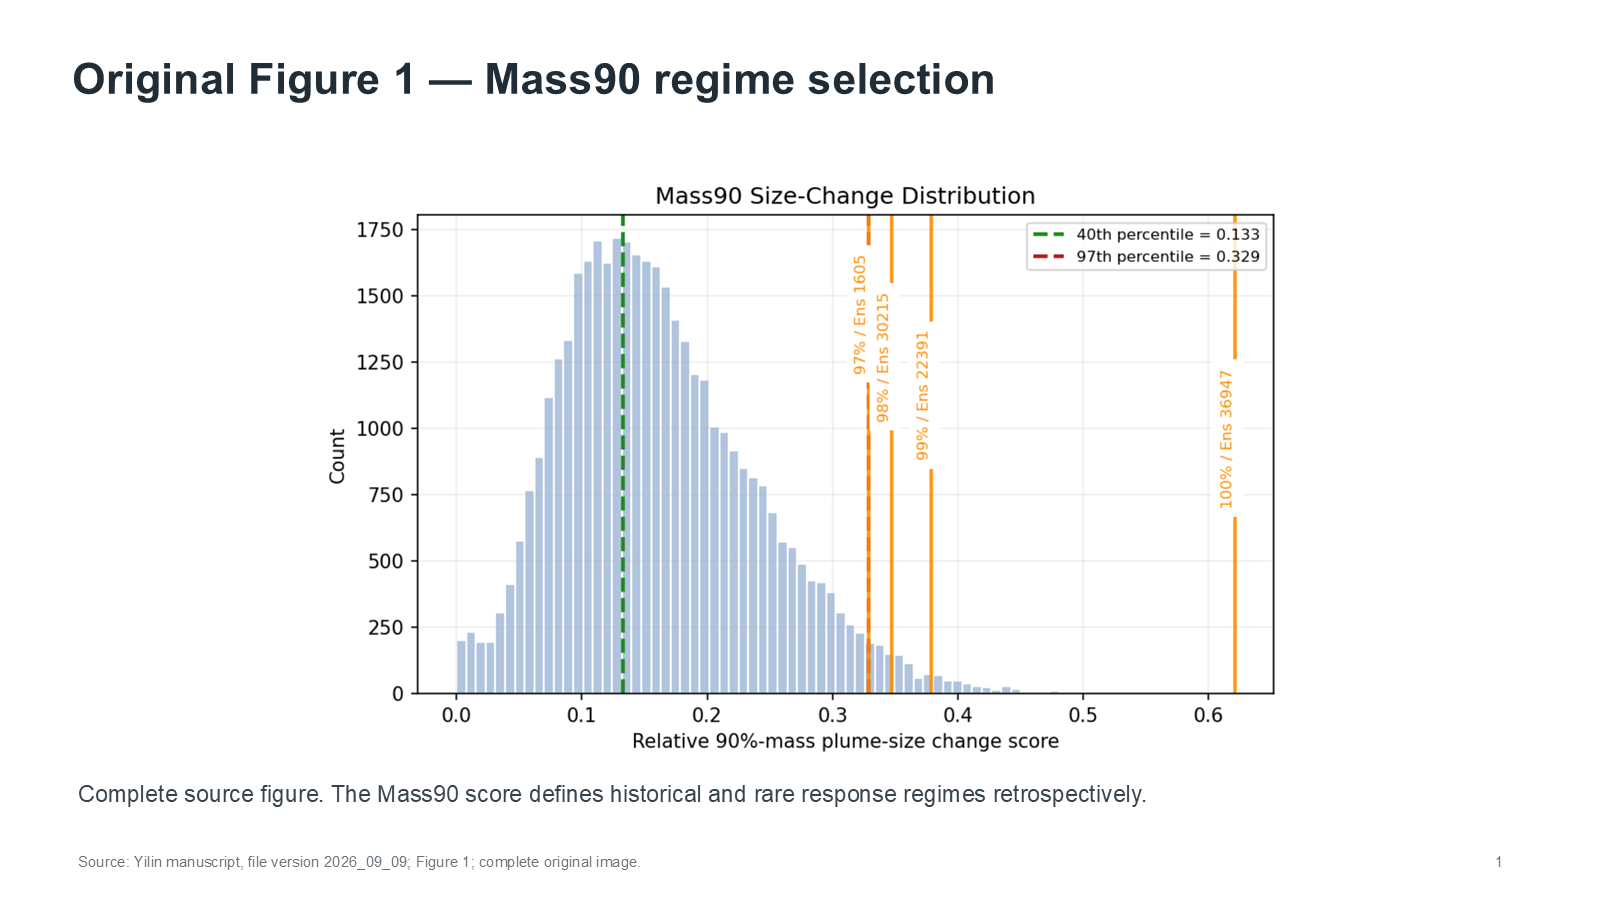 Original Figure 1 — Mass90 regime selection
Mass90 Size-Change Distribution
40th percentile = 0.133
97th percentile = 0.329
97% / Ens 1605
98% / Ens 30215
99% / Ens 22391
100% / Ens 36947
Count
1750
1500
1250
1000
750
500
250
0
0.0 0.1 0.2 0.3 0.4 0.5 0.6
Relative 90%-mass plume-size change score
Complete source figure. The Mass90 score defines historical and rare response regimes retrospectively.
Source: Yilin manuscript, file version 2026_09_09; Figure 1; complete original image.
1